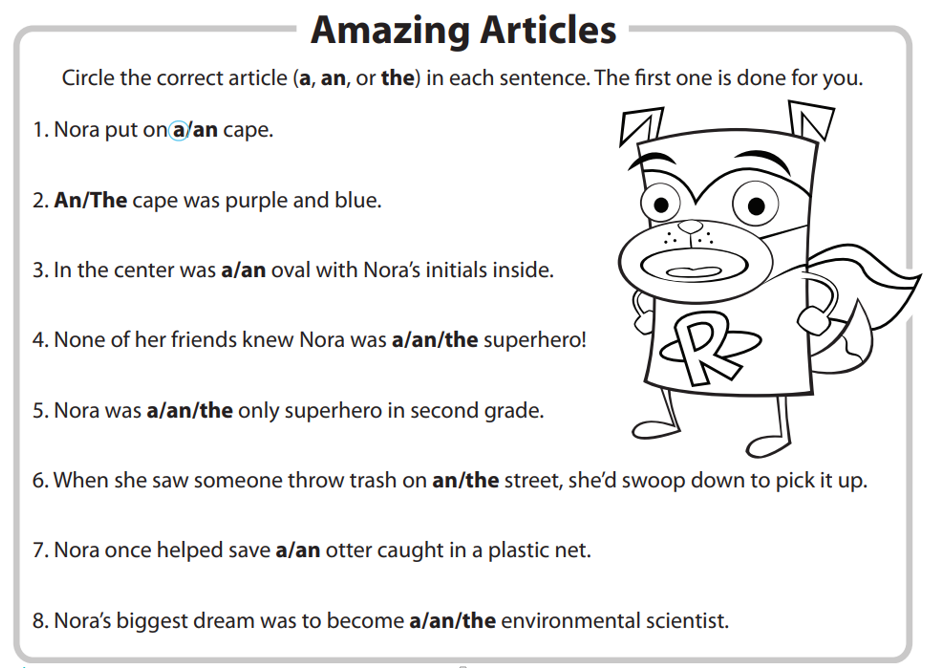 Amazing Articles
Circle the correct article (a, an, or the) in each sentence. The first one is done for you.
1. Nora put on a/an cape.
2. An/The cape was purple and blue.
3. In the center was a/an oval with Nora’s initials inside.
4. None of her friends knew Nora was a/an/the superhero!
5. Nora was a/an/the only superhero in second grade.
6. When she saw someone throw trash on an/the street, she’d swoop down to pick it up.
7. Nora once helped save a/an otter caught in a plastic net.
8. Nora’s biggest dream was to become a/an/the environmental scientist.
R